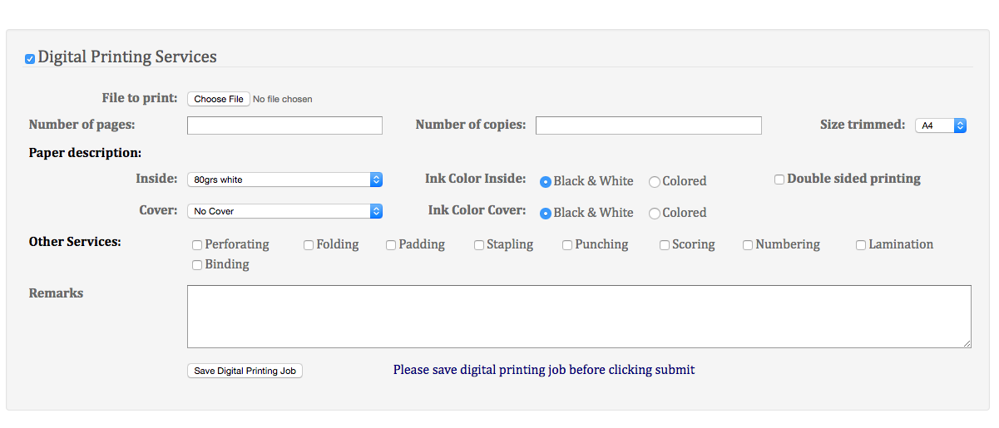 Digital Printing Services
File to print: Choose File No file chosen
Number of pages: Number of copies: Size trimmed: A4
Paper description:
Inside: 80grs white Ink Color Inside: Black & White Colored Double sided printing
Cover: No Cover Ink Color Cover: Black & White Colored
Other Services: Perforating Folding Padding Stapling Punching Scoring Numbering Lamination
Binding
Remarks
Save Digital Printing Job Please save digital printing job before clicking submit